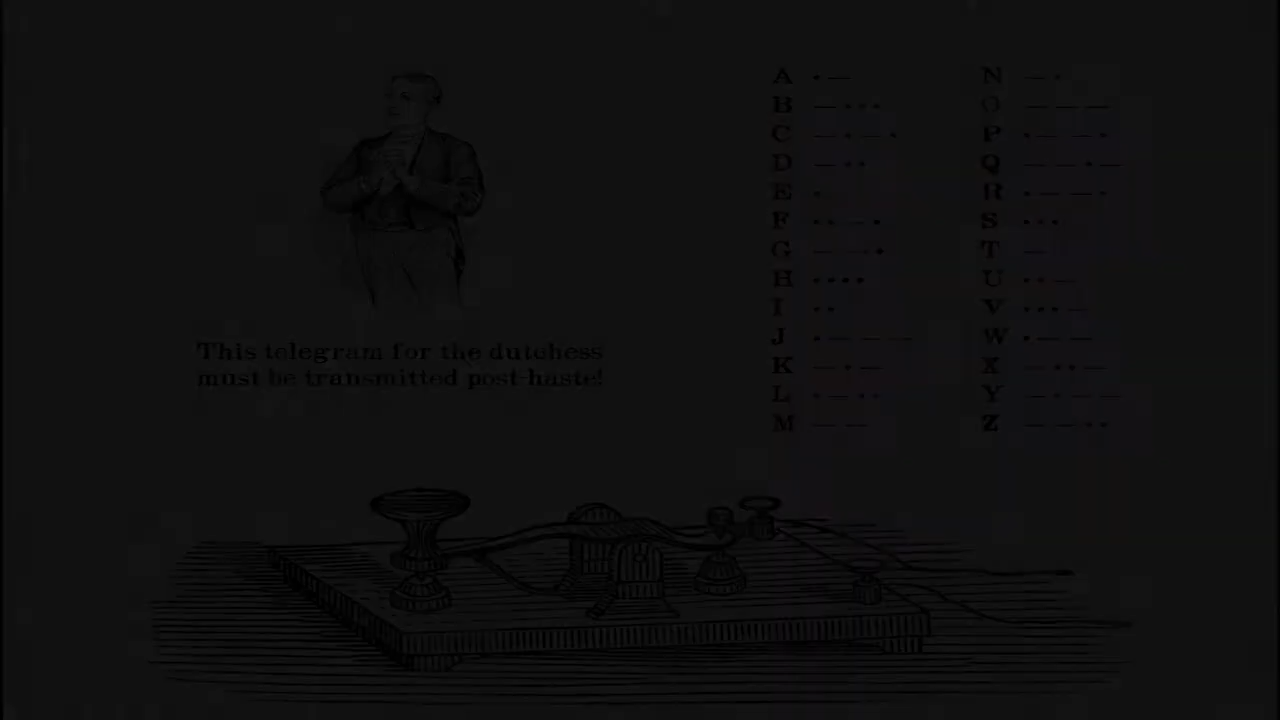 This telegram for the dutchess
must be transmitted post-haste!
A •—
B —•••
C —•—•
D —••
E •
F ••—•
G ——•
H ••••
I ••
J •———
K —•—
L •—••
M ——
N —•
O ———
P •——•
Q ——•—
R •——•
S •••
T —
U ••—
V •••—
W •——
X —••—
Y —•——
Z ——••